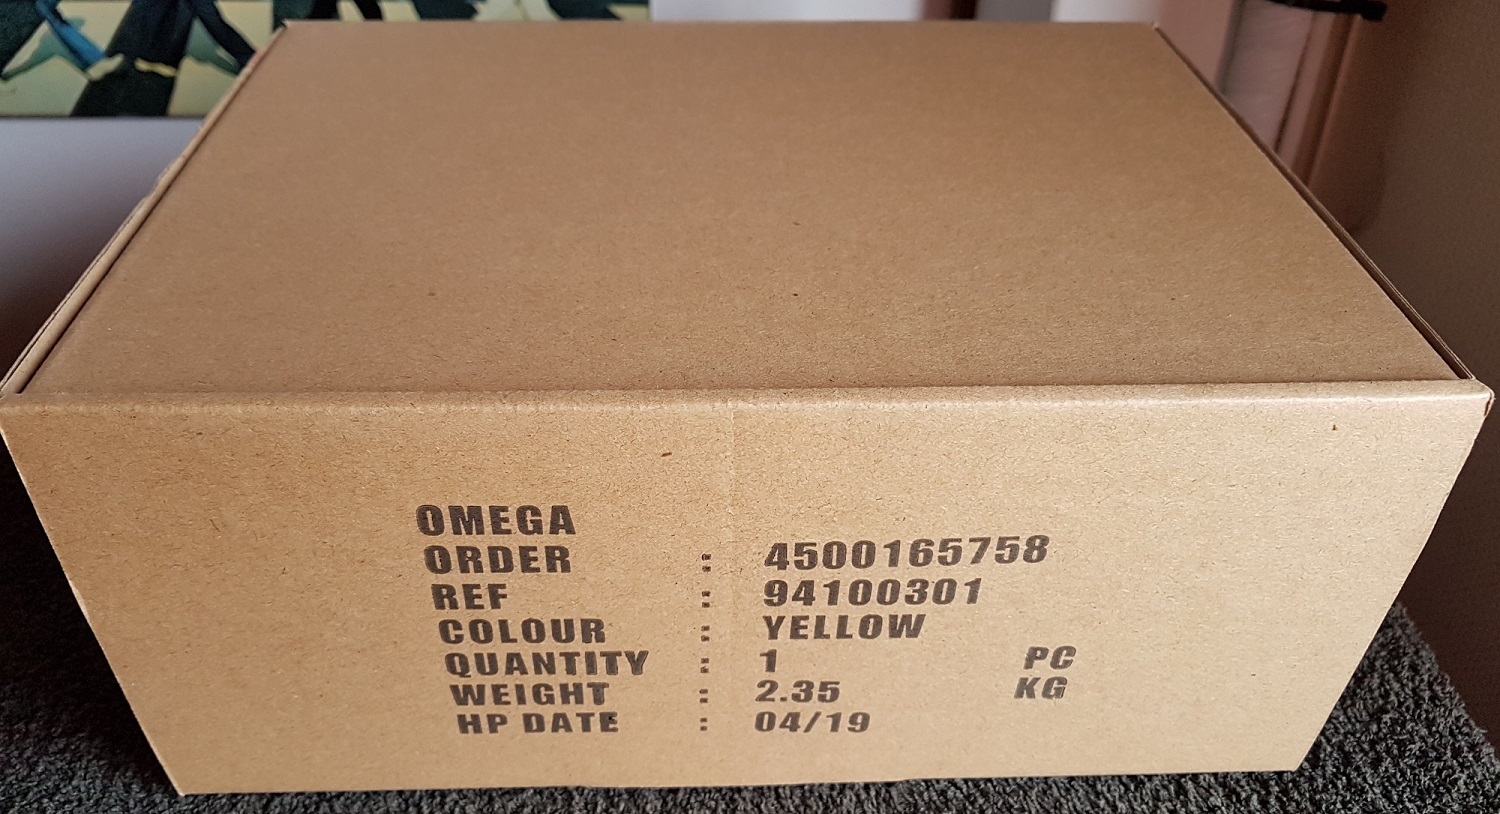 OMEGA
ORDER : 4500165758
REF : 94100301
COLOUR : YELLOW
QUANTITY : 1 PC
WEIGHT : 2.35 KG
HP DATE : 04/19